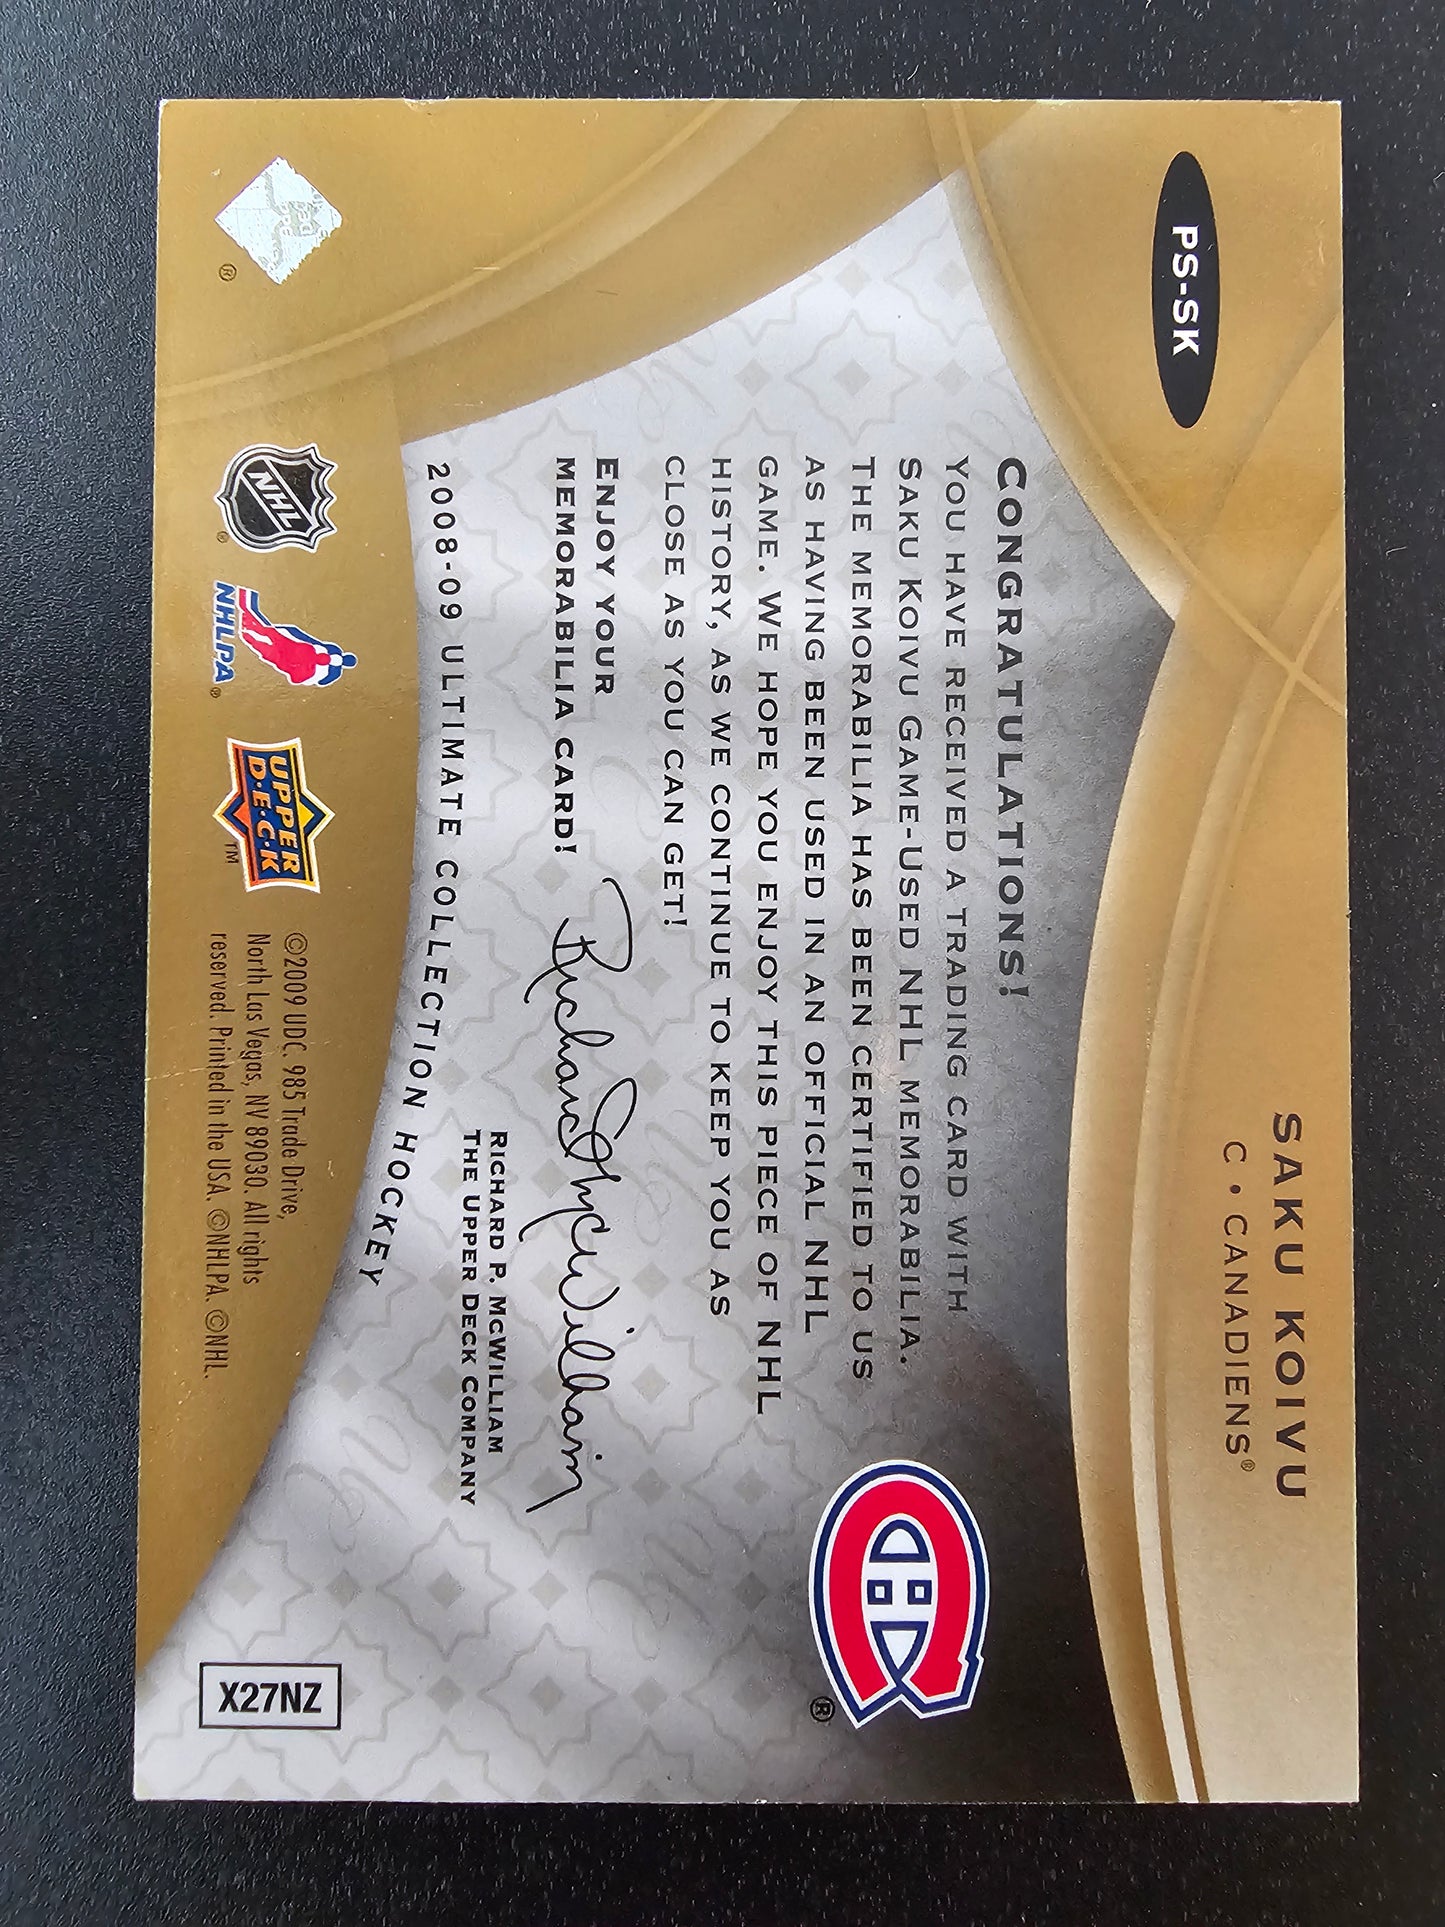 PS-SK
SAKU KOIVU
C • CANADIENS®
CONGRATULATIONS!
YOU HAVE RECEIVED A TRADING CARD WITH
SAKU KOIVU GAME-USED NHL MEMORABILIA.
THE MEMORABILIA HAS BEEN CERTIFIED TO US
AS HAVING BEEN USED IN AN OFFICIAL NHL
GAME. WE HOPE YOU ENJOY THIS PIECE OF NHL
HISTORY, AS WE CONTINUE TO KEEP YOU AS
CLOSE AS YOU CAN GET!
ENJOY YOUR
MEMORABILIA CARD!
Richard P. McWilliam
RICHARD P. MCWILLIAM
THE UPPER DECK COMPANY
2008-09 ULTIMATE COLLECTION HOCKEY
®
NHL
®
NHLPA®
UPPER
D•E•C•K
TM
©2009 UDC. 985 Trade Drive,
North Las Vegas, NV 89030. All rights
reserved. Printed in the USA. ©NHLPA. ©NHL.
®
X27NZ